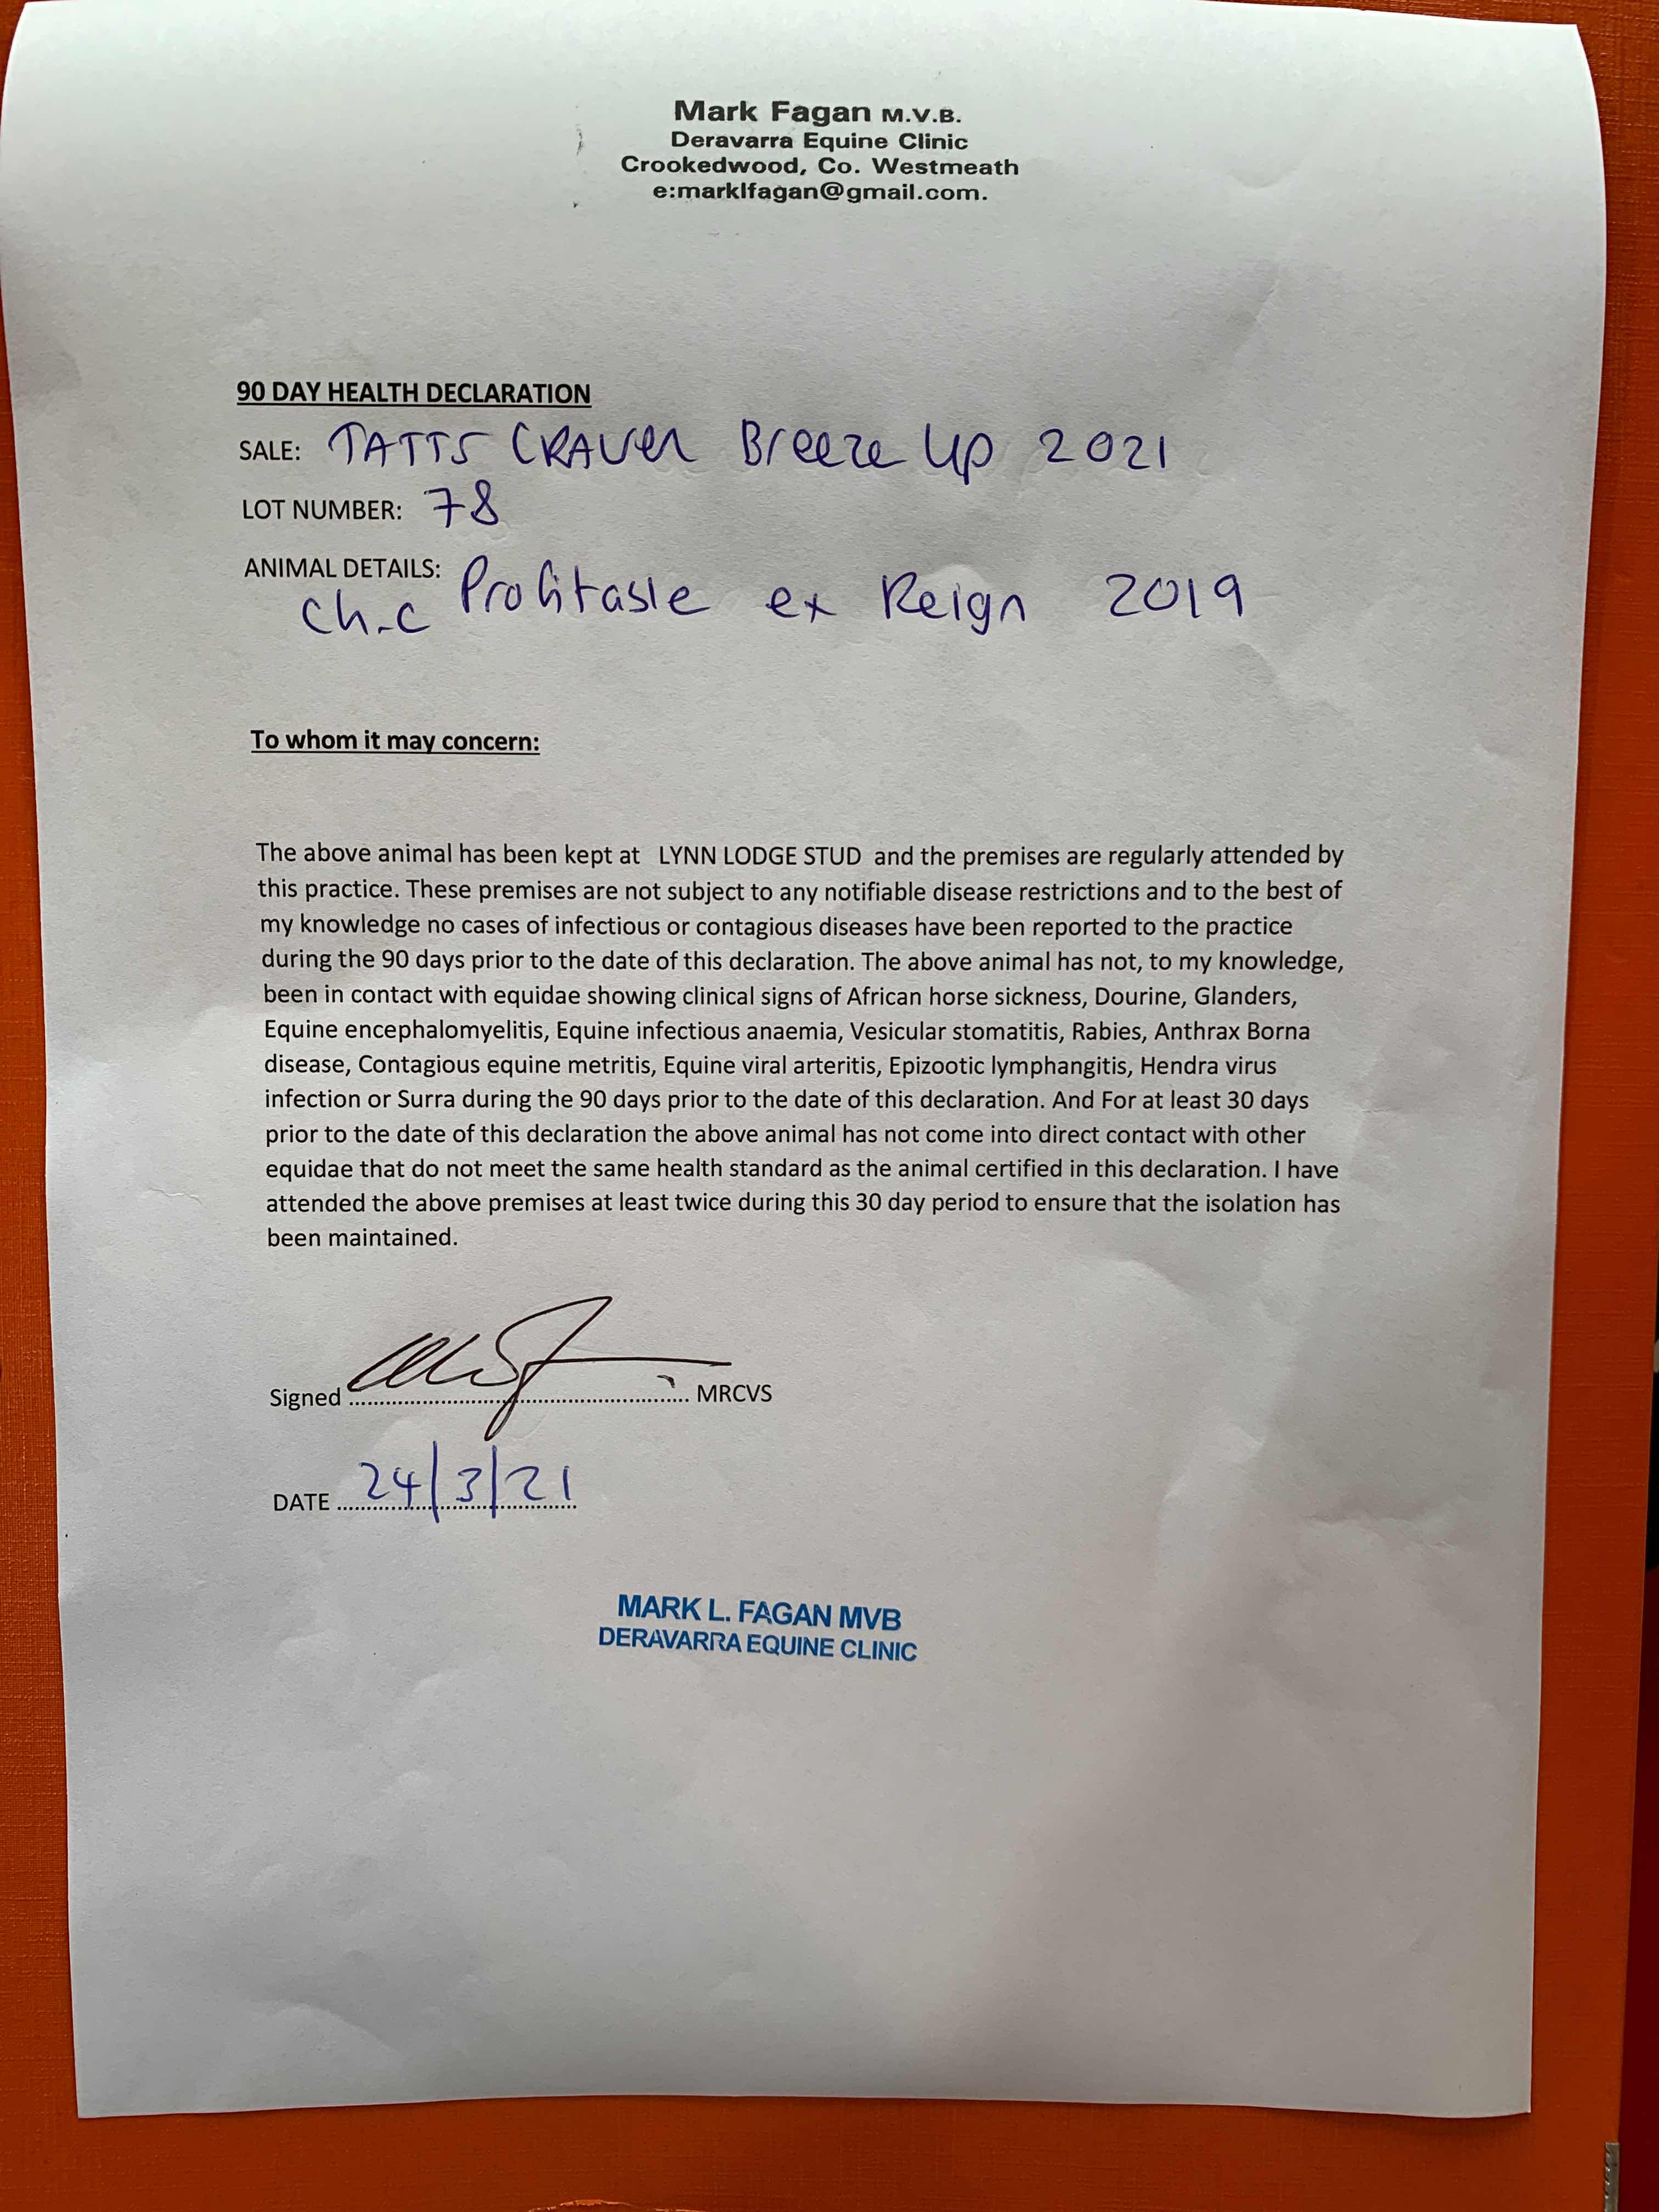 Mark Fagan M.V.B.
Deravarra Equine Clinic
Crookedwood, Co. Westmeath
e:marklfagan@gmail.com.
90 DAY HEALTH DECLARATION
SALE: TATTS CRAVEN Breeze Up 2021
LOT NUMBER: 78
ANIMAL DETAILS:
Ch.c Profitable ex Reign 2019
To whom it may concern:
The above animal has been kept at LYNN LODGE STUD and the premises are regularly attended by
this practice. These premises are not subject to any notifiable disease restrictions and to the best of
my knowledge no cases of infectious or contagious diseases have been reported to the practice
during the 90 days prior to the date of this declaration. The above animal has not, to my knowledge,
been in contact with equidae showing clinical signs of African horse sickness, Dourine, Glanders,
Equine encephalomyelitis, Equine infectious anaemia, Vesicular stomatitis, Rabies, Anthrax Borna
disease, Contagious equine metritis, Equine viral arteritis, Epizootic lymphangitis, Hendra virus
infection or Surra during the 90 days prior to the date of this declaration. And For at least 30 days
prior to the date of this declaration the above animal has not come into direct contact with other
equidae that do not meet the same health standard as the animal certified in this declaration. I have
attended the above premises at least twice during this 30 day period to ensure that the isolation has
been maintained.
Signed .................... MRCVS
DATE 24/3/21
MARK L. FAGAN MVB
DERAVARRA EQUINE CLINIC